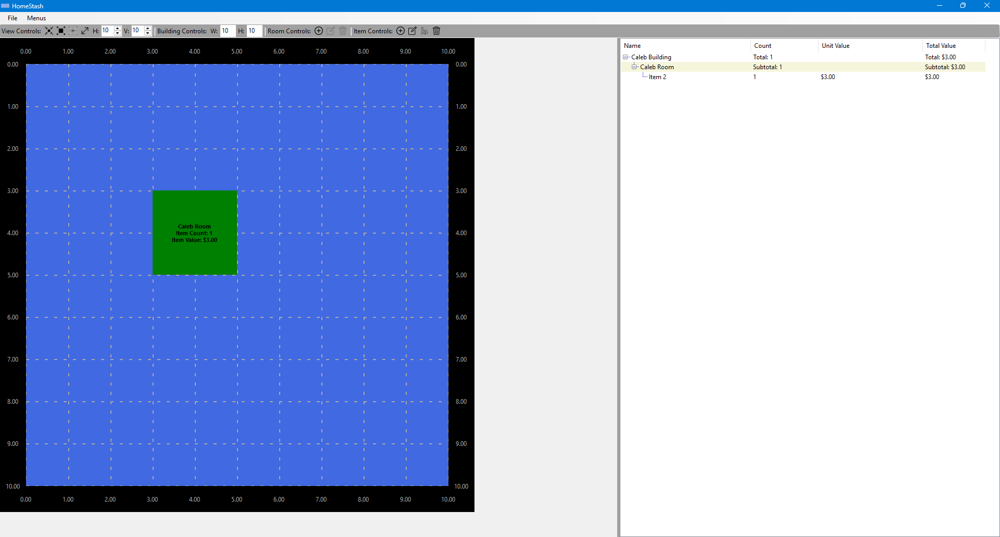 HomeStash
File Menus
View Controls: H: 10 V: 10 Building Controls: W: 10 H: 10 Room Controls: Item Controls:
0.00 1.00 2.00 3.00 4.00 5.00 6.00 7.00 8.00 9.00 10.00
0.00 0.00
1.00 1.00
2.00 2.00
3.00 3.00
Caleb Room
4.00 Item Count: 1 4.00
Item Value: $3.00
5.00 5.00
6.00 6.00
7.00 7.00
8.00 8.00
9.00 9.00
10.00 10.00
0.00 1.00 2.00 3.00 4.00 5.00 6.00 7.00 8.00 9.00 10.00
Name Count Unit Value Total Value
Caleb Building Total: 1 Total: $3.00
Caleb Room Subtotal: 1 Subtotal: $3.00
Item 2 1 $3.00 $3.00